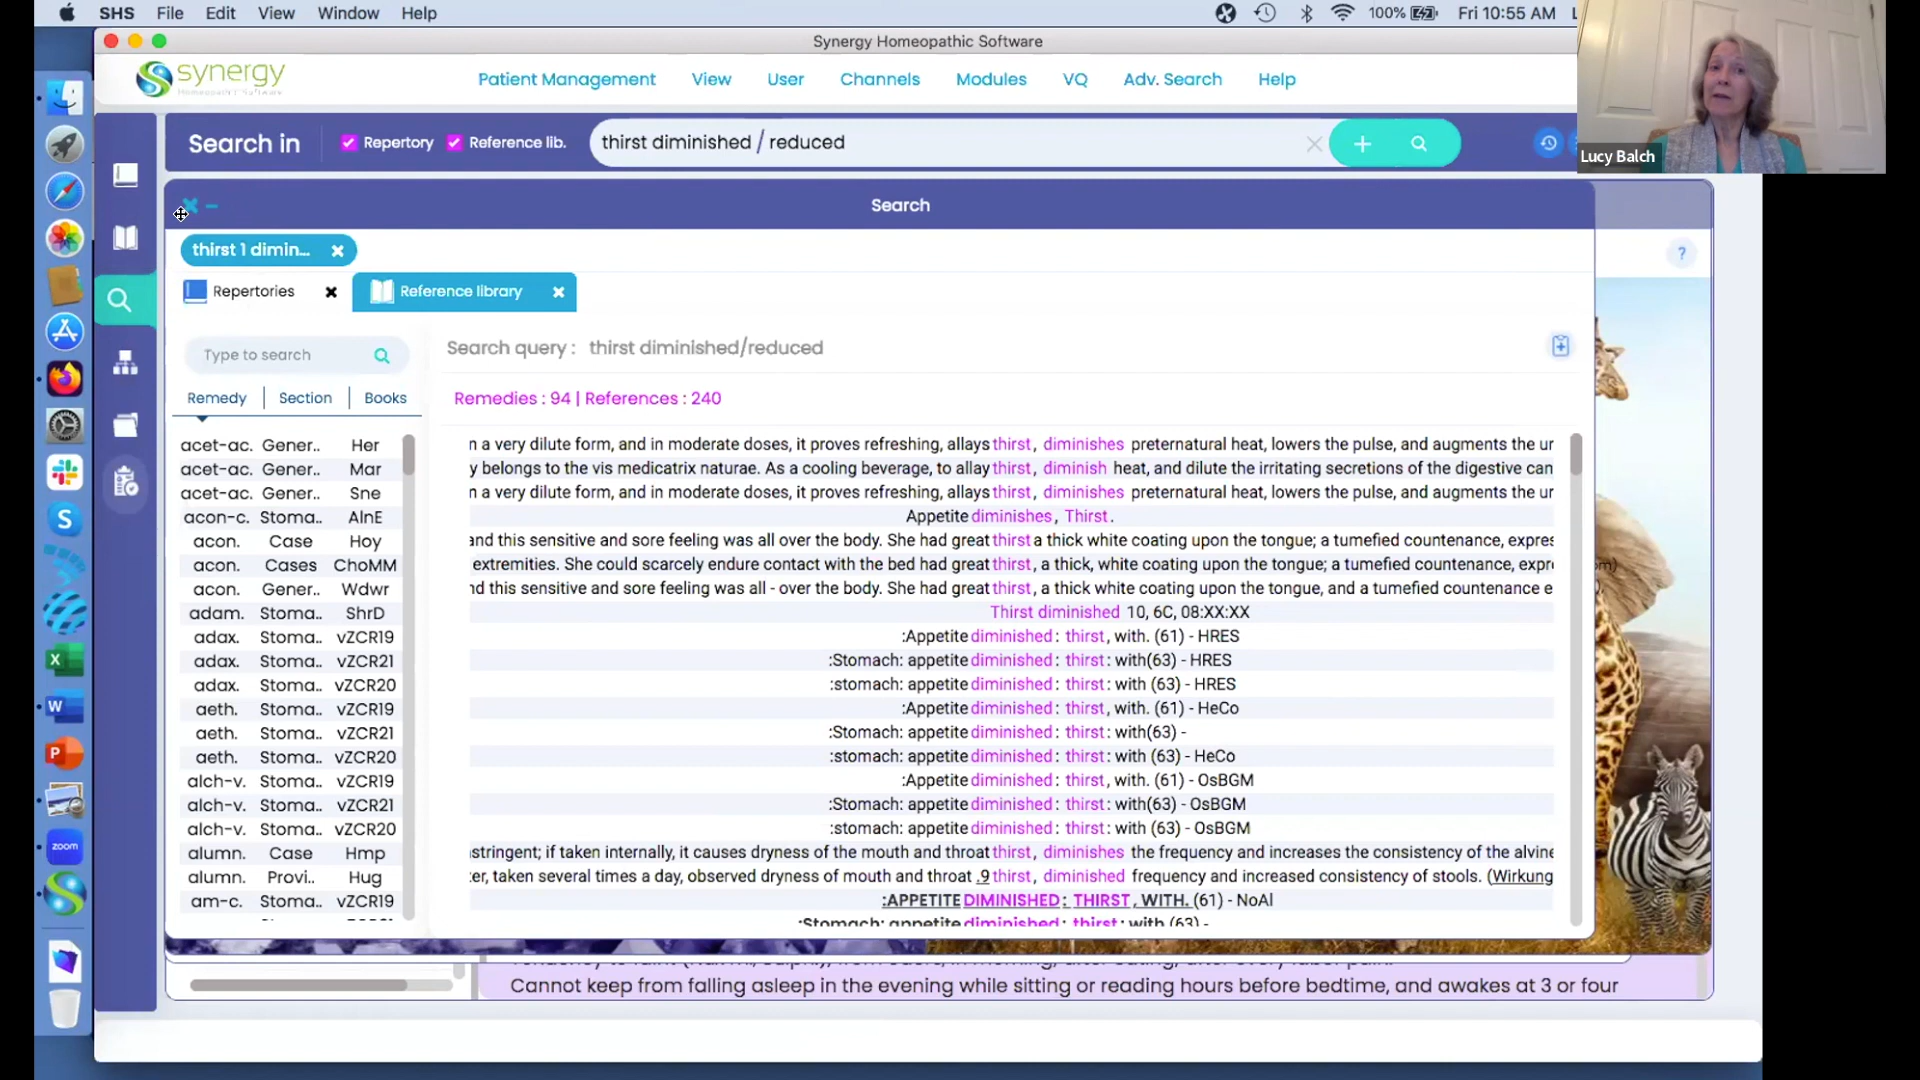 SHS File Edit View Window Help 100% Fri 10:55 AM L
Synergy Homeopathic Software
synergy
Homeopathic Software
Patient Management View User Channels Modules VQ Adv. Search Help
Lucy Balch
Search in Repertory Reference lib. thirst diminished / reduced
Search
thirst 1 dimin...
?
Repertories Reference library
Type to search
Search query : thirst diminished/reduced
Remedy Section Books
Remedies : 94 | References : 240
acet-ac. Gener.. Her
acet-ac. Gener.. Mar
acet-ac. Gener.. Sne
acon-c. Stoma.. AlnE
acon. Case Hoy
acon. Cases ChoMM
acon. Gener.. Wdwr
adam. Stoma.. ShrD
adax. Stoma.. vZCR19
adax. Stoma.. vZCR21
adax. Stoma.. vZCR20
aeth. Stoma.. vZCR19
aeth. Stoma.. vZCR21
aeth. Stoma.. vZCR20
alch-v. Stoma.. vZCR19
alch-v. Stoma.. vZCR21
alch-v. Stoma.. vZCR20
alumn. Case Hmp
alumn. Provi.. Hug
am-c. Stoma.. vZCR19
n a very dilute form, and in moderate doses, it proves refreshing, allays thirst, diminishes preternatural heat, lowers the pulse, and augments the ur
y belongs to the vis medicatrix naturae. As a cooling beverage, to allay thirst, diminish heat, and dilute the irritating secretions of the digestive can
n a very dilute form, and in moderate doses, it proves refreshing, allays thirst, diminishes preternatural heat, lowers the pulse, and augments the ur
Appetite diminishes, Thirst.
and this sensitive and sore feeling was all over the body. She had great thirst a thick white coating upon the tongue; a tumefied countenance, expres
extremities. She could scarcely endure contact with the bed had great thirst, a thick, white coating upon the tongue; a tumefied countenance, expr
nd this sensitive and sore feeling was all - over the body. She had great thirst, a thick white coating upon the tongue, and a tumefied countenance e
Thirst diminished 10, 6C, 08:XX:XX
:Appetite diminished: thirst, with. (61) - HRES
:Stomach: appetite diminished: thirst: with(63) - HRES
:stomach: appetite diminished: thirst: with (63) - HRES
:Appetite diminished: thirst, with. (61) - HeCo
:Stomach: appetite diminished: thirst: with(63) -
:stomach: appetite diminished: thirst: with (63) - HeCo
:Appetite diminished: thirst, with. (61) - OsBGM
:Stomach: appetite diminished: thirst: with(63) - OsBGM
:stomach: appetite diminished: thirst: with (63) - OsBGM
stringent; if taken internally, it causes dryness of the mouth and throat thirst, diminishes the frequency and increases the consistency of the alvine
er, taken several times a day, observed dryness of mouth and throat .9 thirst, diminished frequency and increased consistency of stools. (Wirkung
:APPETITE DIMINISHED: THIRST, WITH. (61) - NoAl
:Stomach: appetite diminished: thirst: with (63) -
Cannot keep from falling asleep in the evening while sitting or reading hours before bedtime, and awakes at 3 or four
zoom